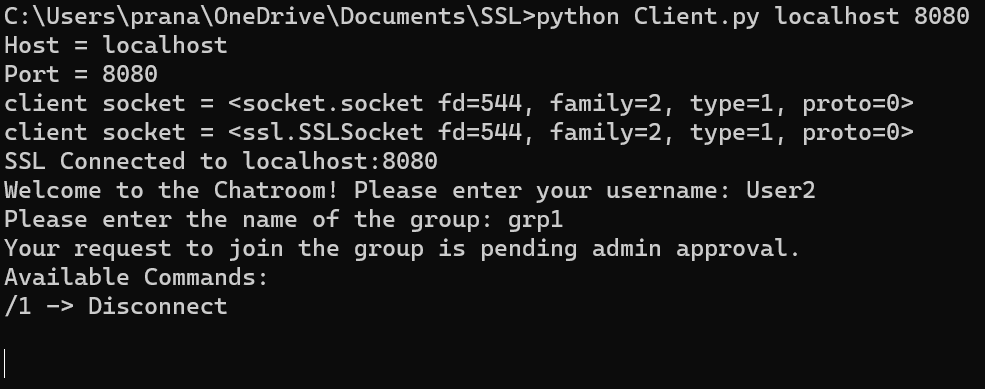 C:\Users\prana\OneDrive\Documents\SSL>python Client.py localhost 8080
Host = localhost
Port = 8080
client socket = <socket.socket fd=544, family=2, type=1, proto=0>
client socket = <ssl.SSLSocket fd=544, family=2, type=1, proto=0>
SSL Connected to localhost:8080
Welcome to the Chatroom! Please enter your username: User2
Please enter the name of the group: grp1
Your request to join the group is pending admin approval.
Available Commands:
/1 -> Disconnect